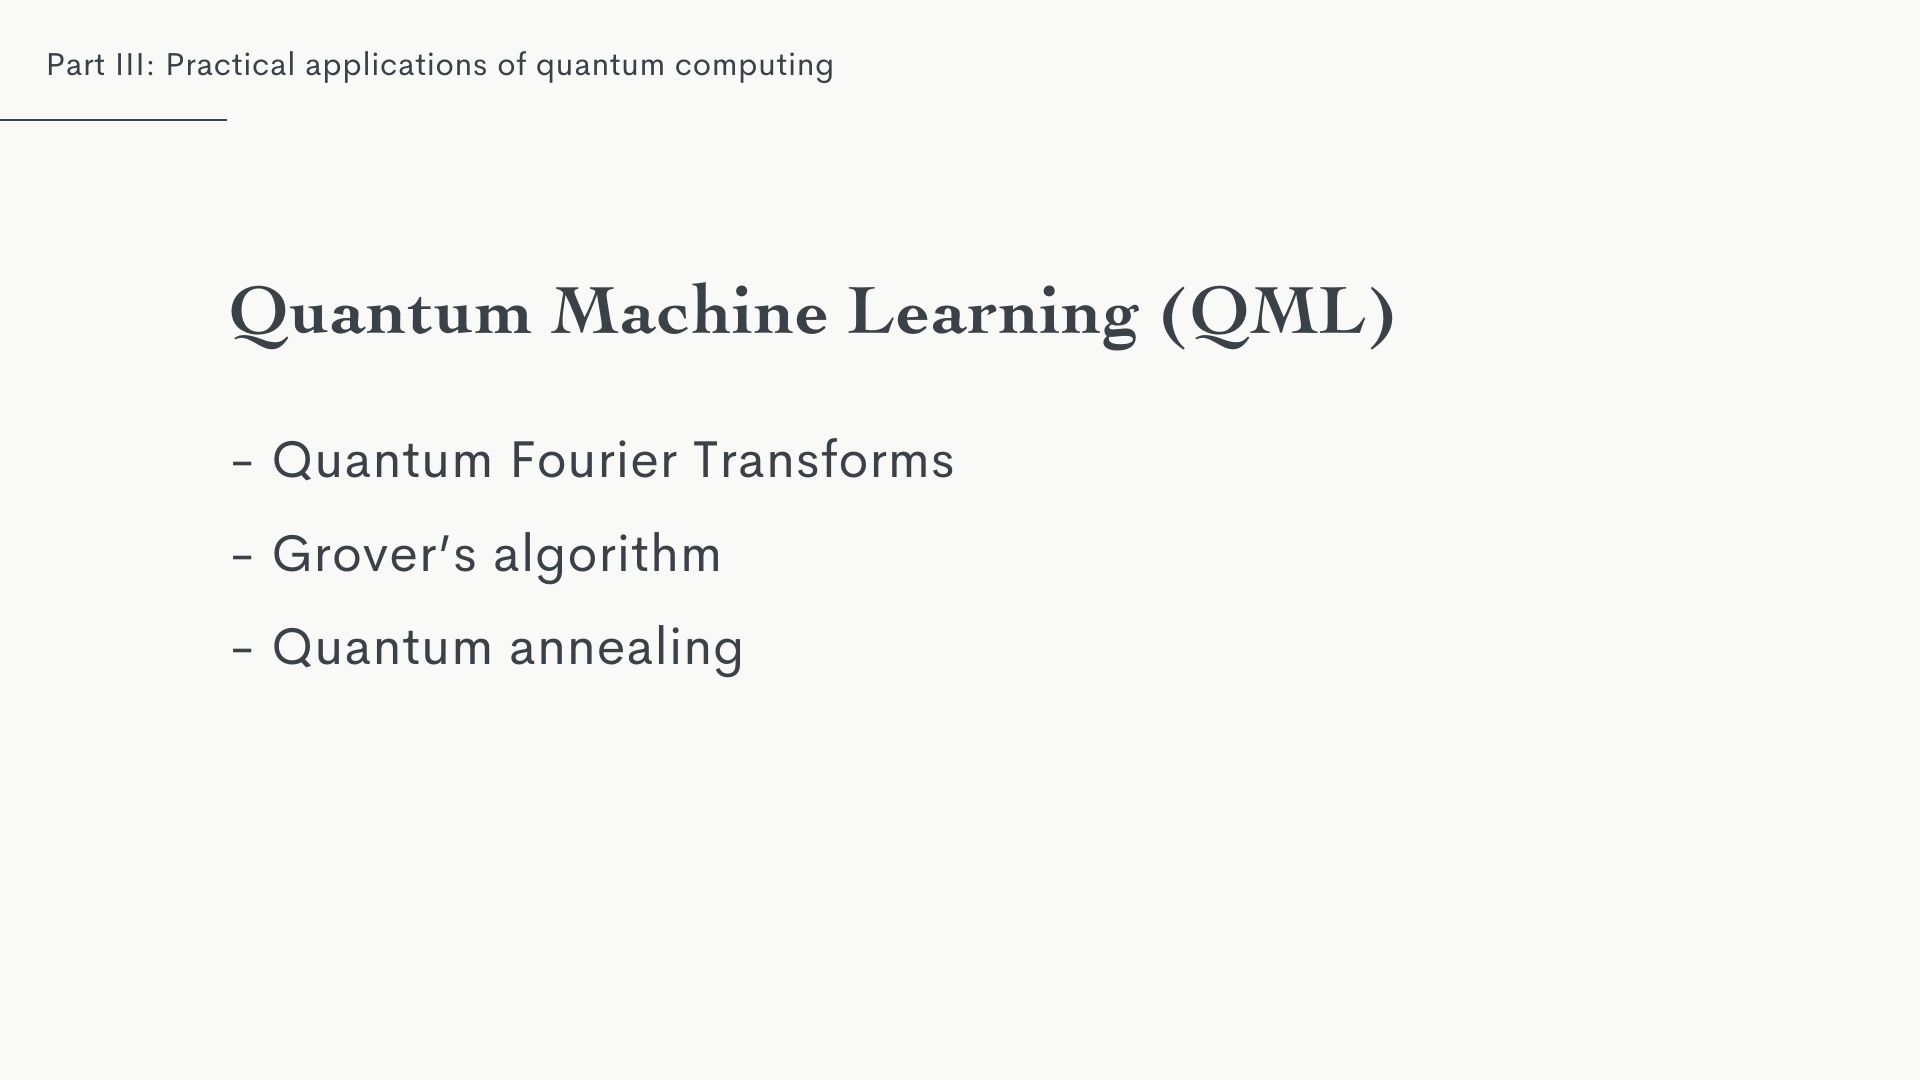 Part III: Practical applications of quantum computing
Quantum Machine Learning (QML)
- Quantum Fourier Transforms
- Grover's algorithm
- Quantum annealing